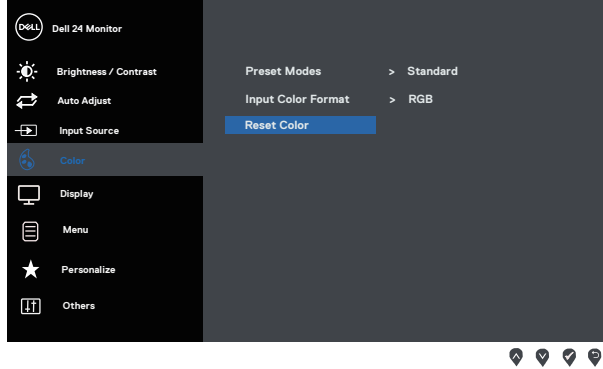 DELL Dell 24 Monitor
Brightness / Contrast
Auto Adjust
Input Source
Color
Display
Menu
Personalize
Others
Preset Modes > Standard
Input Color Format > RGB
Reset Color